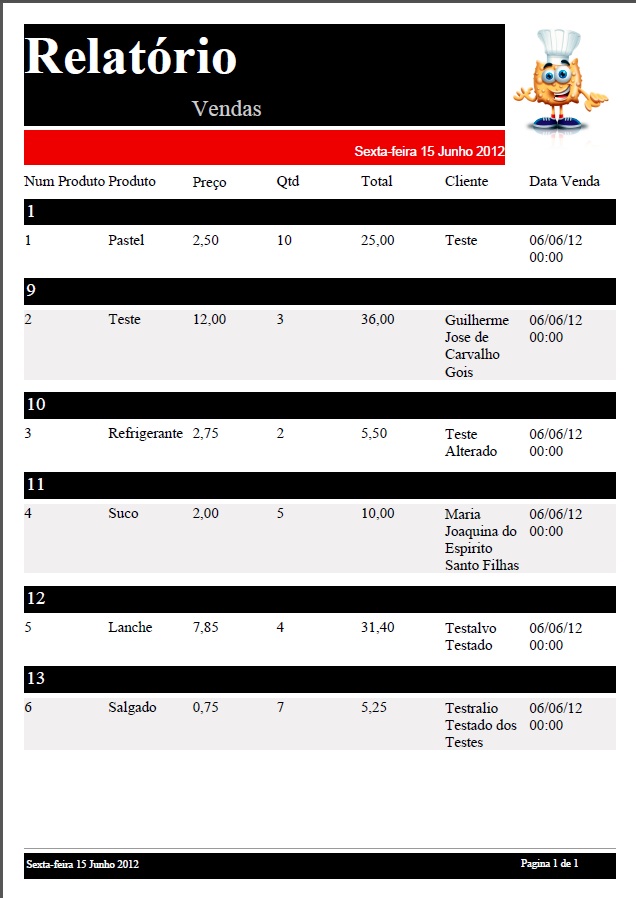 Relatório
Vendas
Sexta-feira 15 Junho 2012
Num Produto Produto Preço Qtd Total Cliente Data Venda
1
1 Pastel 2,50 10 25,00 Teste 06/06/12
00:00
9
2 Teste 12,00 3 36,00 Guilherme 06/06/12
Jose de 00:00
Carvalho
Gois
10
3 Refrigerante 2,75 2 5,50 Teste 06/06/12
Alterado 00:00
11
4 Suco 2,00 5 10,00 Maria 06/06/12
Joaquina do 00:00
Espirito
Santo Filhas
12
5 Lanche 7,85 4 31,40 Testalvo 06/06/12
Testado 00:00
13
6 Salgado 0,75 7 5,25 Testralio 06/06/12
Testado dos 00:00
Testes
Sexta-feira 15 Junho 2012 Pagina 1 de 1